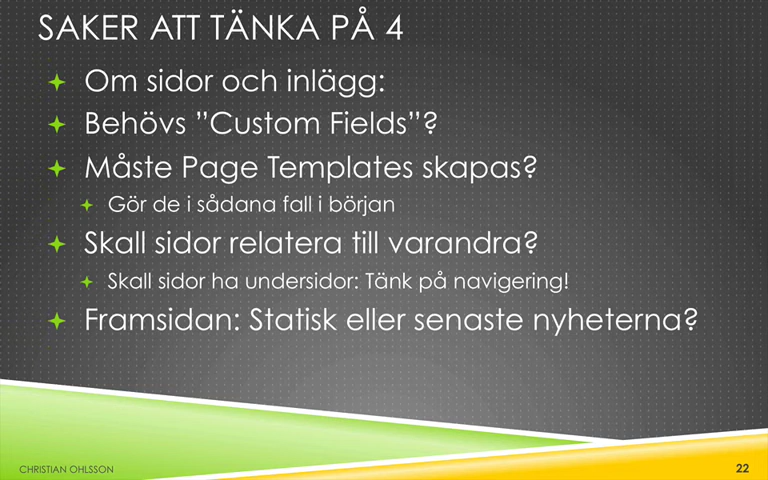 SAKER ATT TÄNKA PÅ 4
Om sidor och inlägg:
Behövs ”Custom Fields”?
Måste Page Templates skapas?
Gör de i sådana fall i början
Skall sidor relatera till varandra?
Skall sidor ha undersidor: Tänk på navigering!
Framsidan: Statisk eller senaste nyheterna?
CHRISTIAN OHLSSON
22